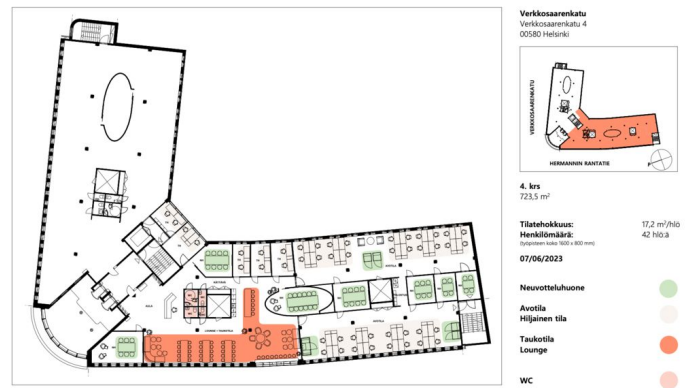 Verkkosaarenkatu
Verkkosaarenkatu 4
00580 Helsinki
VERKKOSAARENKATU
HERMANNIN RANTATIE
4. krs
723,5 m²
Tilatehokkuus: 17,2 m²/hlö
Henkilömäärä: 42 hlö:ä
(työpisteen koko 1600 x 800 mm)
07/06/2023
Neuvotteluhuone
Avotila
Hiljainen tila
Taukotila
Lounge
WC